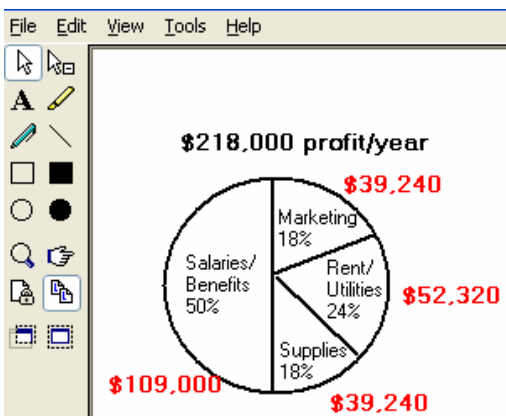 File Edit View Tools Help
A
$218,000 profit/year
$39,240
Marketing
18%
Salaries/
Benefits
50%
Rent/
Utilities
24%
$52,320
Supplies
18%
$109,000
$39,240